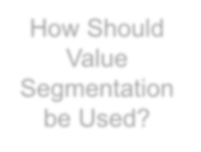 How Should
Value
Segmentation
be Used?